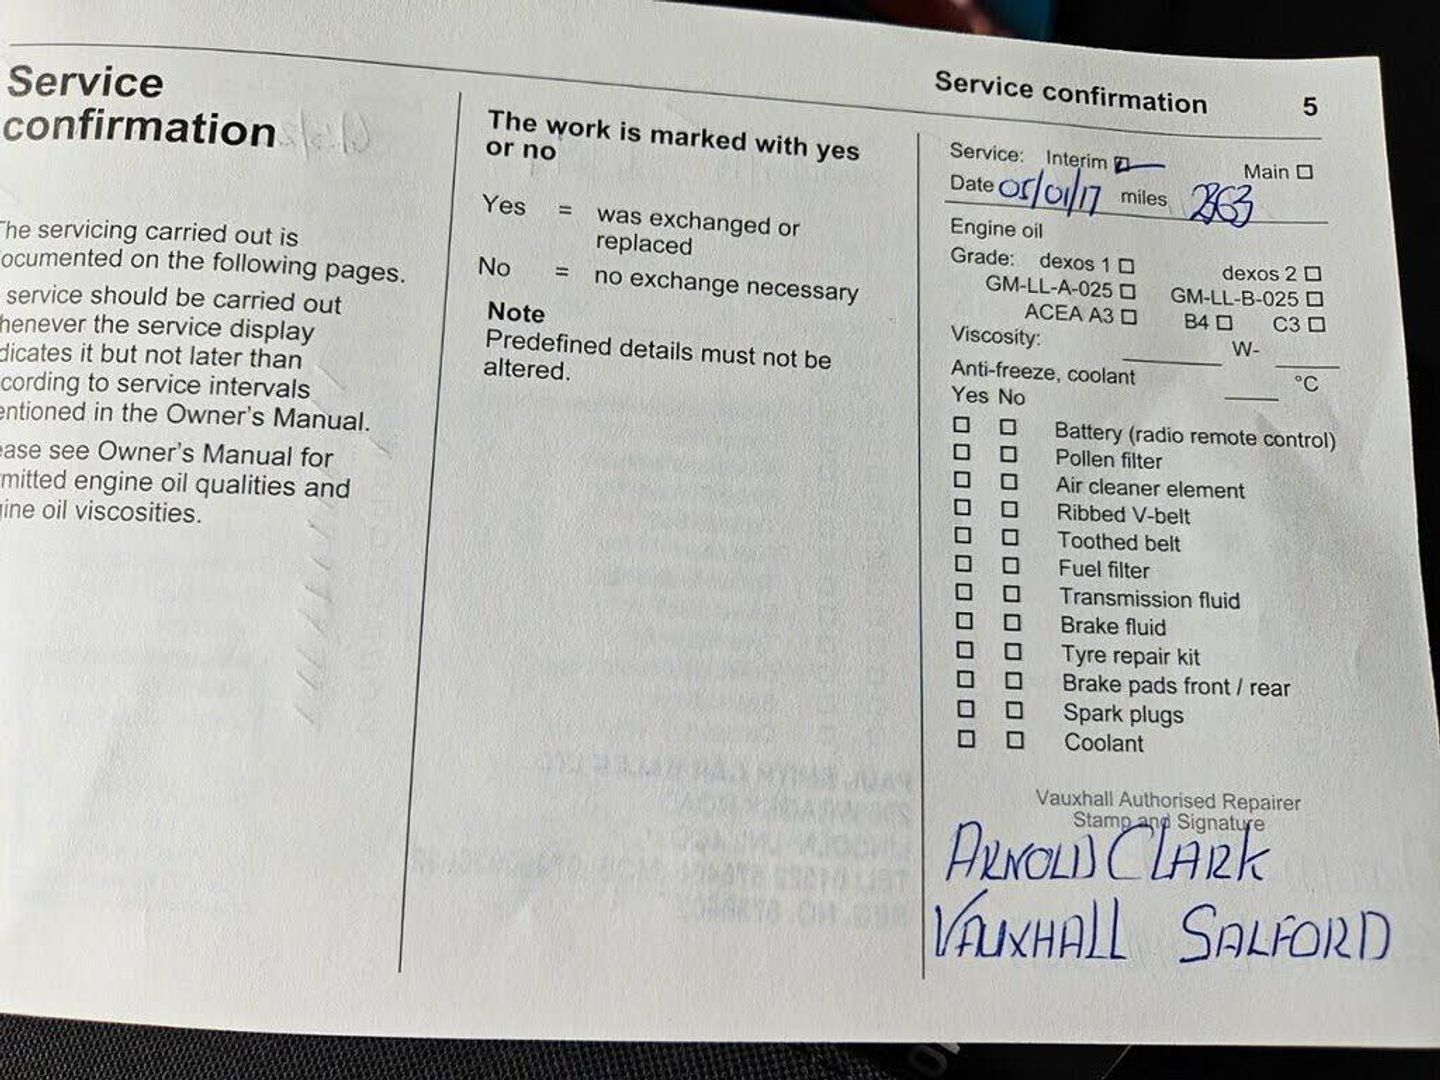 Service confirmation 5
Service
confirmation
The servicing carried out is
ocumented on the following pages.
service should be carried out
henever the service display
dicates it but not later than
cording to service intervals
entioned in the Owner's Manual.
ease see Owner's Manual for
mitted engine oil qualities and
gine oil viscosities.
The work is marked with yes
or no
Yes = was exchanged or
replaced
No = no exchange necessary
Note
Predefined details must not be
altered.
Service: Interim Main
Date 05/01/17 miles
Engine oil
Grade: dexos 1 dexos 2
GM-LL-A-025 GM-LL-B-025
ACEA A3 B4 C3
Viscosity: W-
Anti-freeze, coolant °C
Yes No
Battery (radio remote control)
Pollen filter
Air cleaner element
Ribbed V-belt
Toothed belt
Fuel filter
Transmission fluid
Brake fluid
Tyre repair kit
Brake pads front / rear
Spark plugs
Coolant
Vauxhall Authorised Repairer
Stamp and Signature
ARNOLD CLARK
VAUXHALL SALFORD